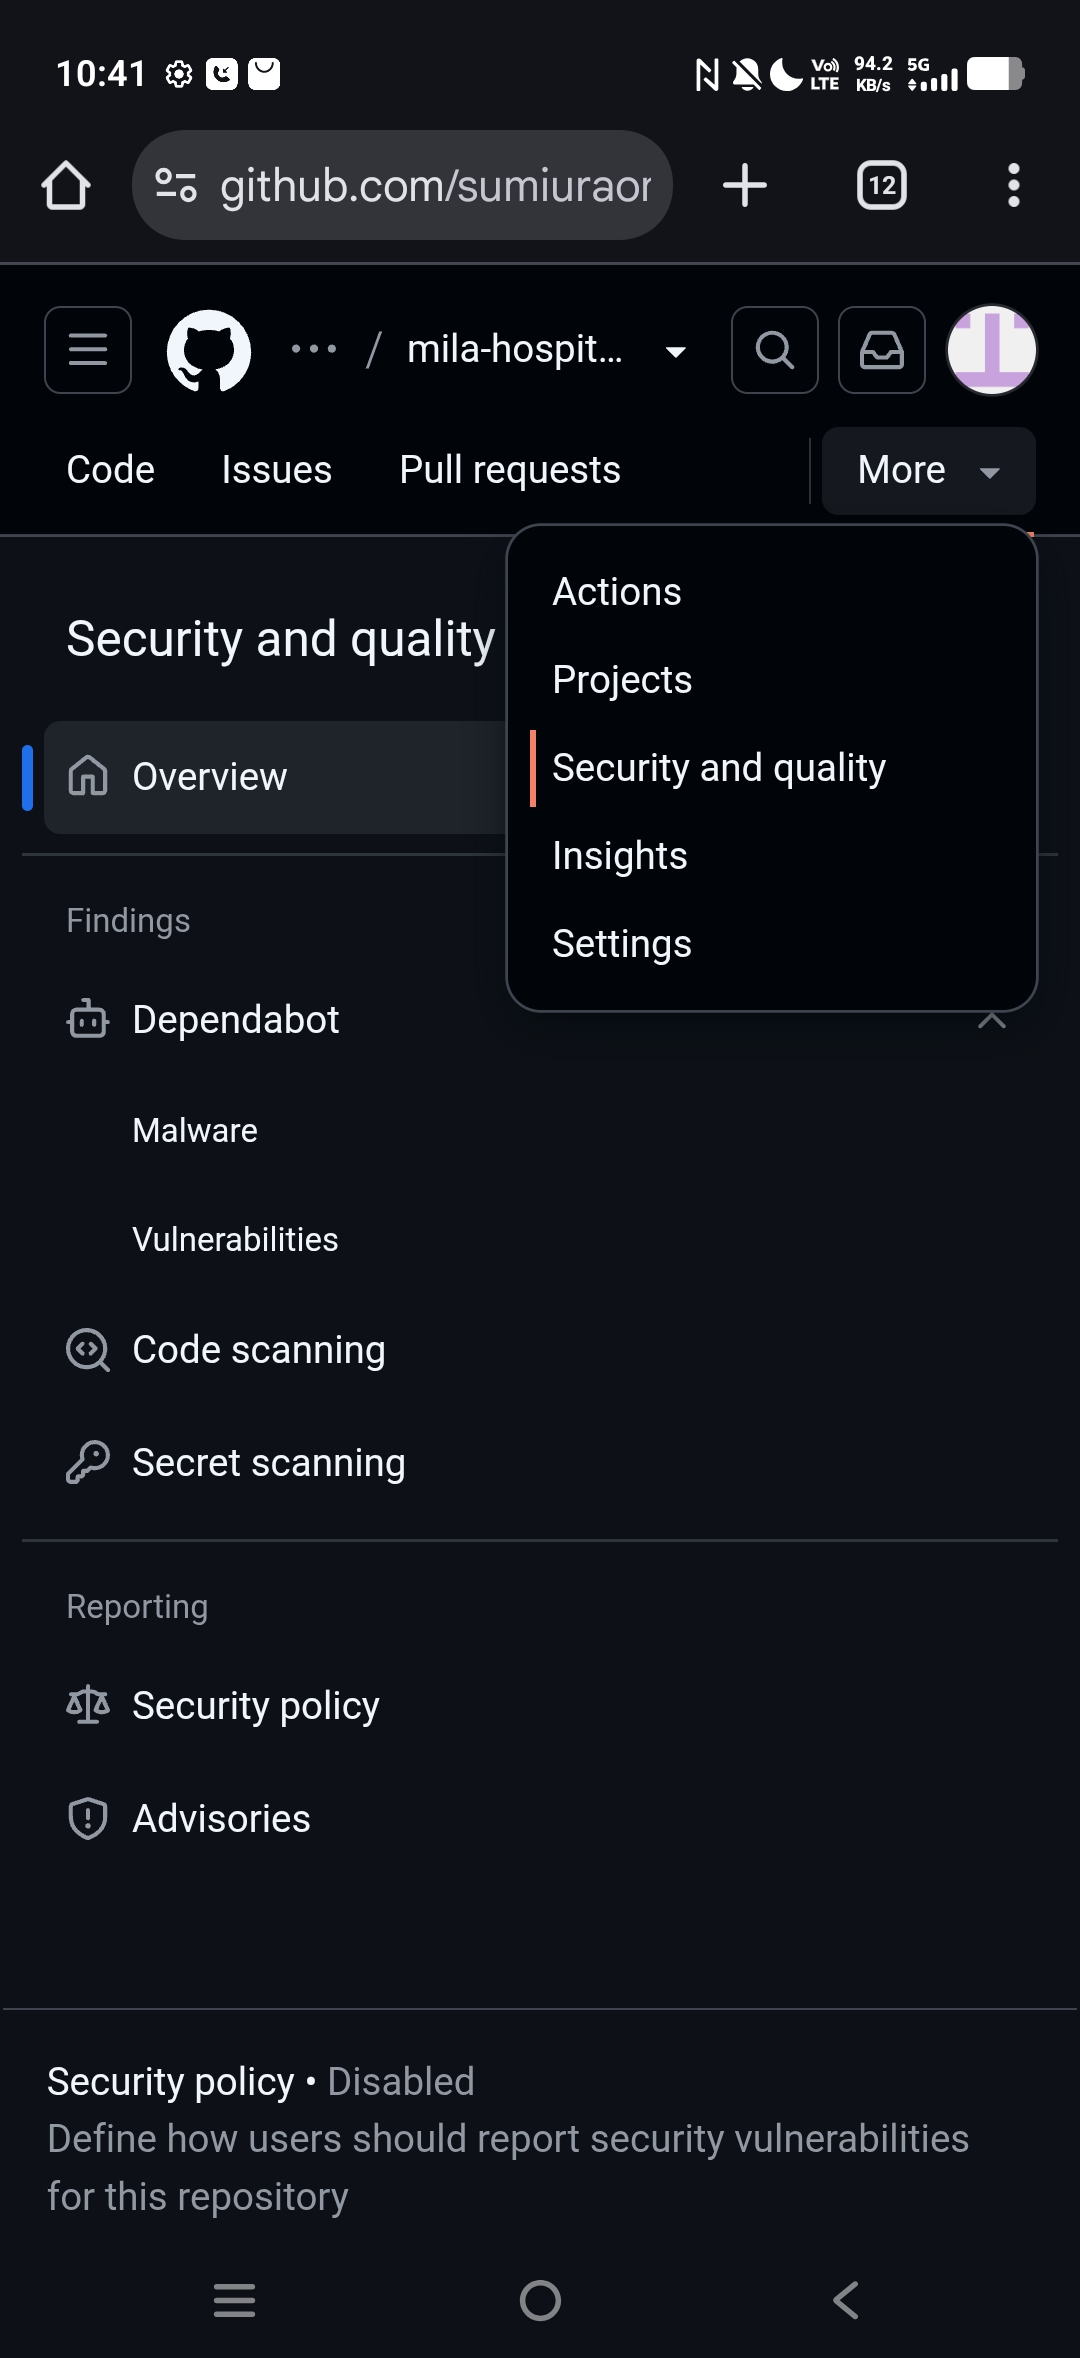 10:41
Vo))
LTE
94.2
KB/s
5G
github.com/sumiuraor
12
... / mila-hospit...
Code
Issues
Pull requests
More
Actions
Projects
Security and quality
Insights
Settings
Security and quality
Overview
Findings
Dependabot
Malware
Vulnerabilities
Code scanning
Secret scanning
Reporting
Security policy
Advisories
Security policy • Disabled
Define how users should report security vulnerabilities
for this repository